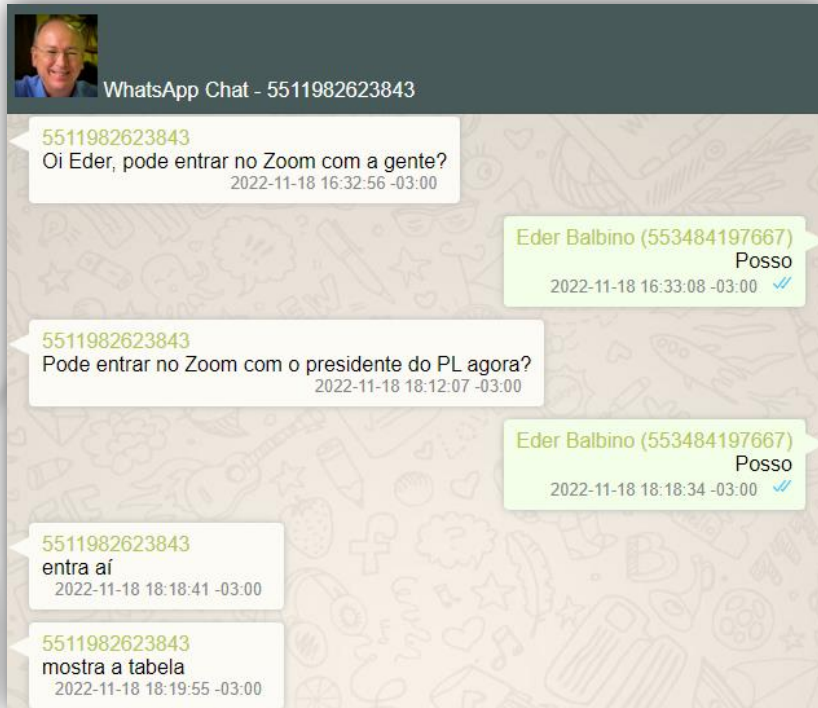 WhatsApp Chat - 5511982623843
5511982623843
Oi Eder, pode entrar no Zoom com a gente?
2022-11-18 16:32:56 -03:00
Eder Balbino (553484197667)
Posso
2022-11-18 16:33:08 -03:00
5511982623843
Pode entrar no Zoom com o presidente do PL agora?
2022-11-18 18:12:07 -03:00
Eder Balbino (553484197667)
Posso
2022-11-18 18:18:34 -03:00
5511982623843
entra aí
2022-11-18 18:18:41 -03:00
5511982623843
mostra a tabela
2022-11-18 18:19:55 -03:00